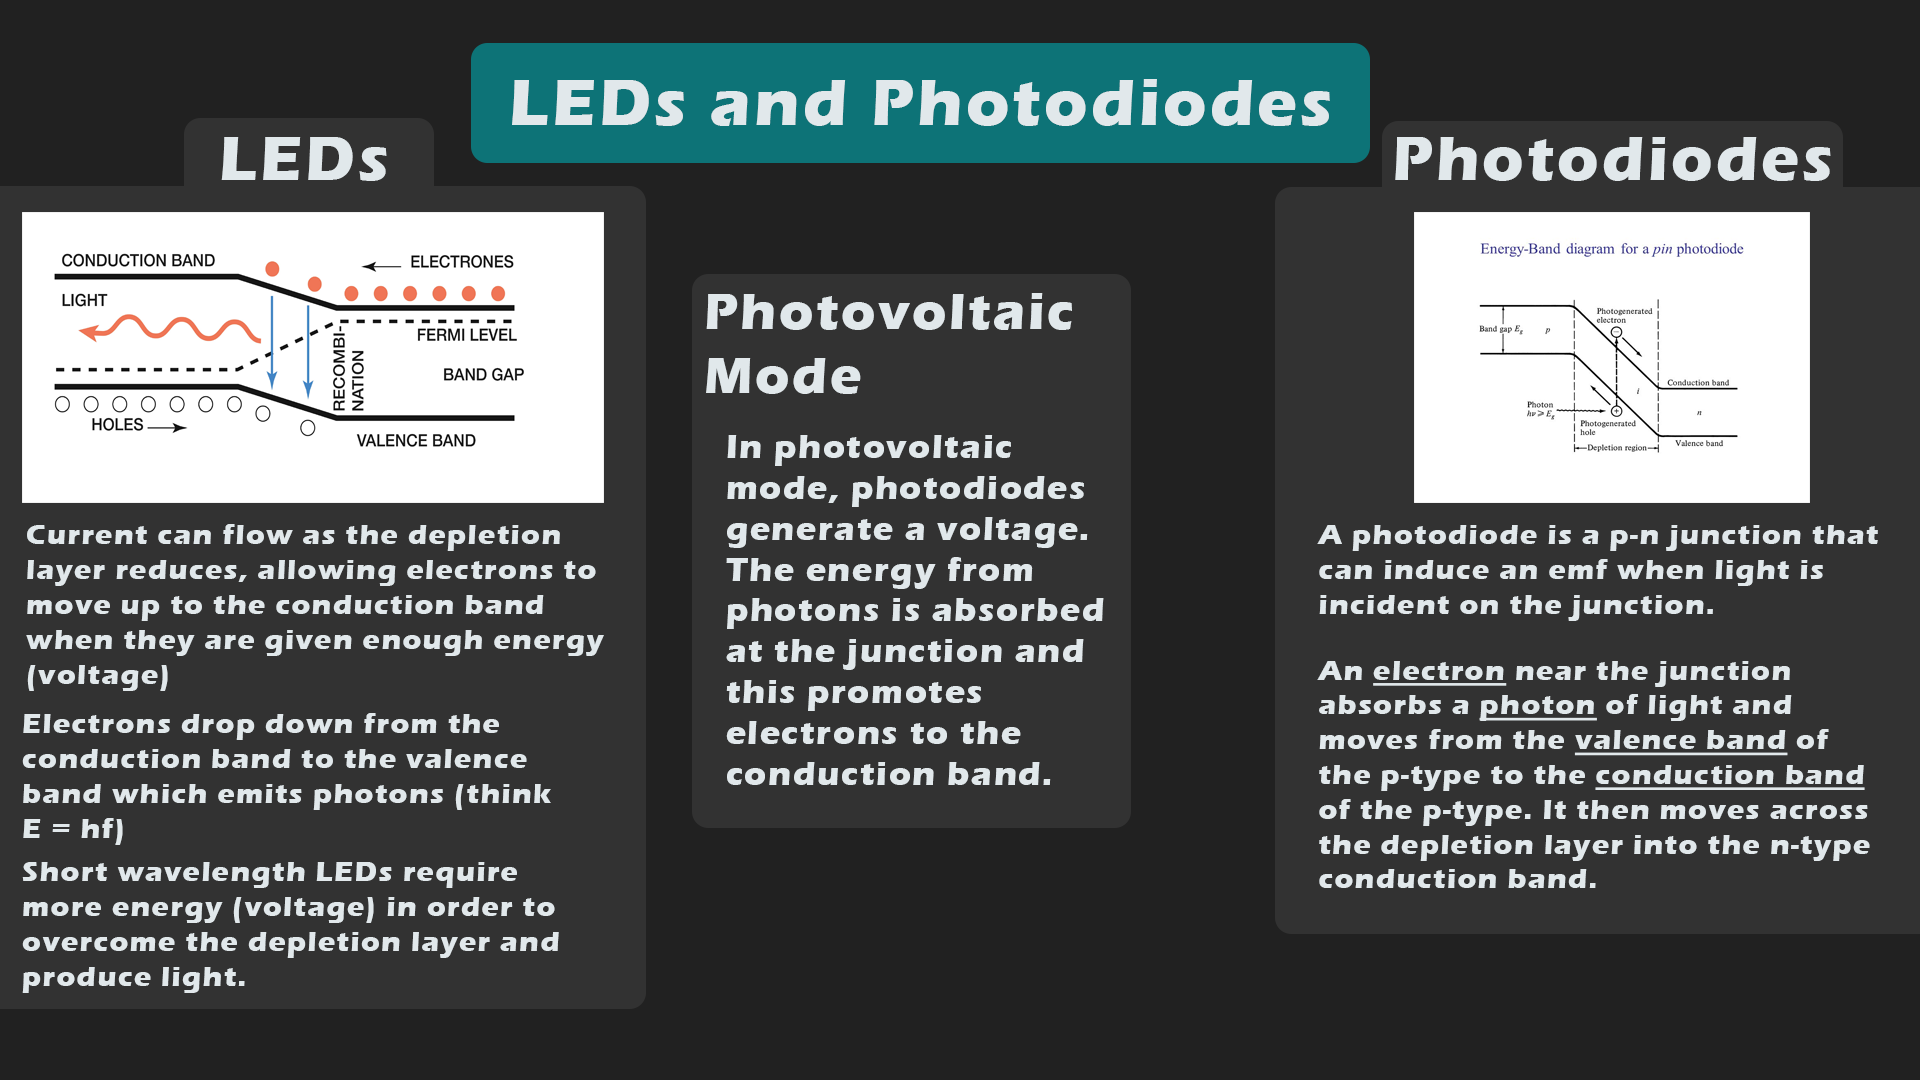 LEDs and Photodiodes
LEDs
CONDUCTION BAND
ELECTRONES
LIGHT
FERMI LEVEL
RECOMBI-
NATION
BAND GAP
HOLES
VALENCE BAND
Current can flow as the depletion
layer reduces, allowing electrons to
move up to the conduction band
when they are given enough energy
(voltage)
Electrons drop down from the
conduction band to the valence
band which emits photons (think
E = hf)
Short wavelength LEDs require
more energy (voltage) in order to
overcome the depletion layer and
produce light.
Photovoltaic
Mode
In photovoltaic
mode, photodiodes
generate a voltage.
The energy from
photons is absorbed
at the junction and
this promotes
electrons to the
conduction band.
Photodiodes
Energy-Band diagram for a pin photodiode
Photogenerated
electron
−
Band gap Eg
p
Conduction band
i
Photon
hν ⩾ Eg
+
n
Photogenerated
hole
Valence band
Depletion region
A photodiode is a p-n junction that
can induce an emf when light is
incident on the junction.
An electron near the junction
absorbs a photon of light and
moves from the valence band of
the p-type to the conduction band
of the p-type. It then moves across
the depletion layer into the n-type
conduction band.